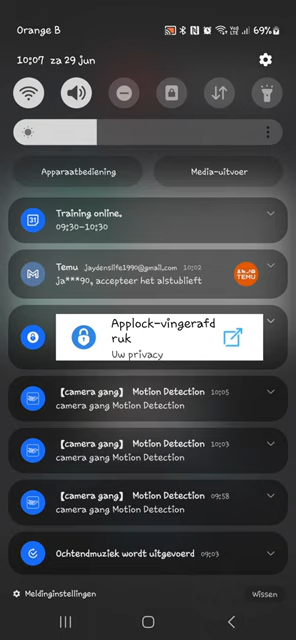 Orange B 69%
10:07 za 29 jun
Apparaatbediening Media-uitvoer
31 Training online.
09:30-10:30
Temu jaydenslife1990@gmail.com 10:02
ja***90, accepteer het alstublieft
TEMU
Applock-vingerafd
ruk
Uw privacy
【camera gang】 Motion Detection 10:05
camera gang Motion Detection
【camera gang】 Motion Detection 10:03
camera gang Motion Detection
【camera gang】 Motion Detection 09:58
camera gang Motion Detection
Ochtendmuziek wordt uitgevoerd 09:03
Meldinginstellingen Wissen